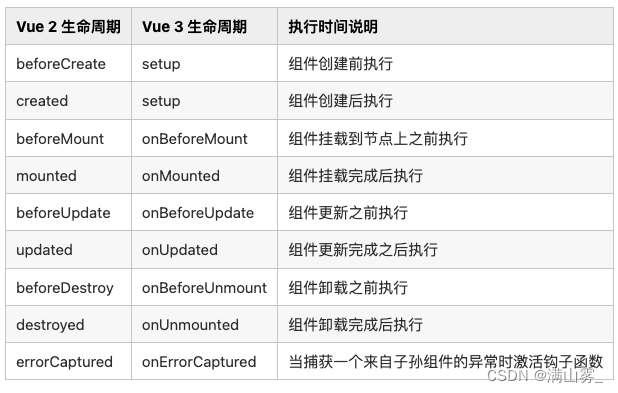 Vue 2 生命周期 Vue 3 生命周期 执行时间说明
beforeCreate setup 组件创建前执行
created setup 组件创建后执行
beforeMount onBeforeMount 组件挂载到节点上之前执行
mounted onMounted 组件挂载完成后执行
beforeUpdate onBeforeUpdate 组件更新之前执行
updated onUpdated 组件更新完成之后执行
beforeDestroy onBeforeUnmount 组件卸载之前执行
destroyed onUnmounted 组件卸载完成后执行
errorCaptured onErrorCaptured 当捕获一个来自子孙组件的异常时激活钩子函数
CSDN @满山雾_